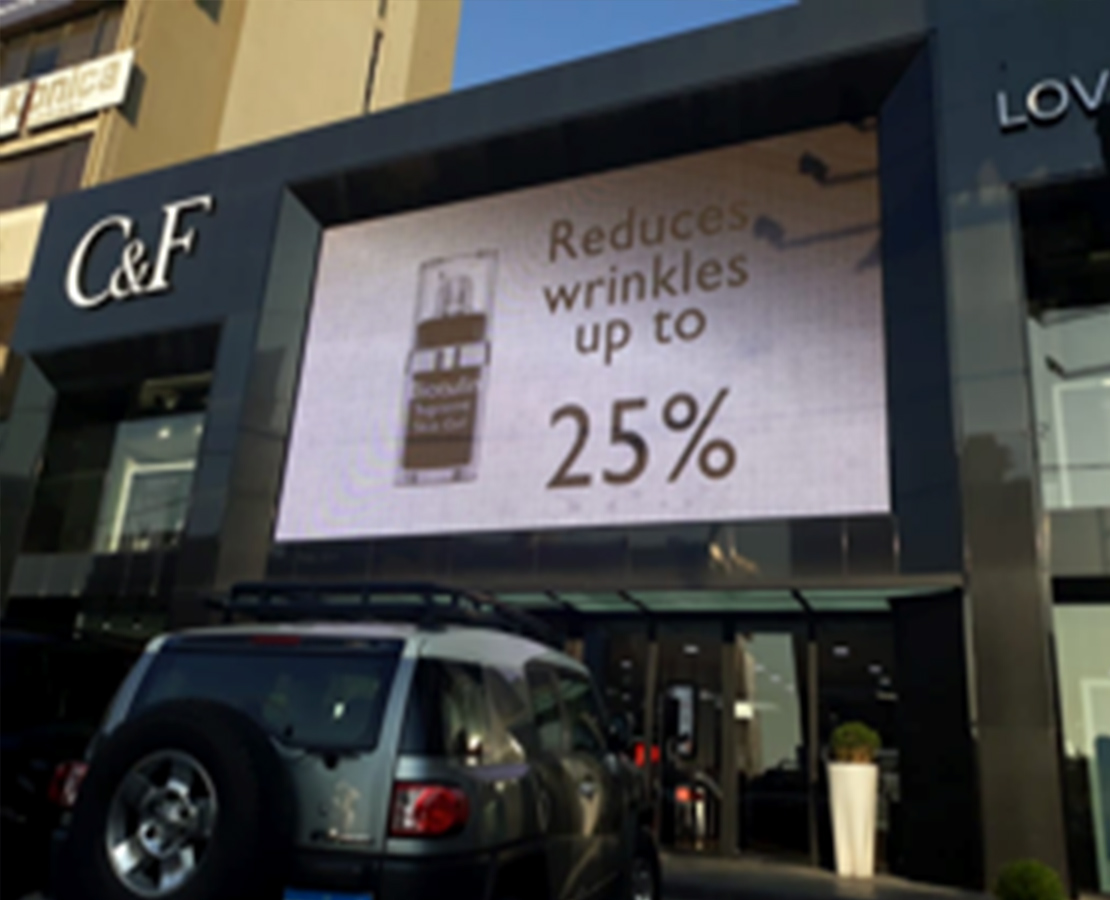 C&F
LOV
Reduces
wrinkles
up to
25%